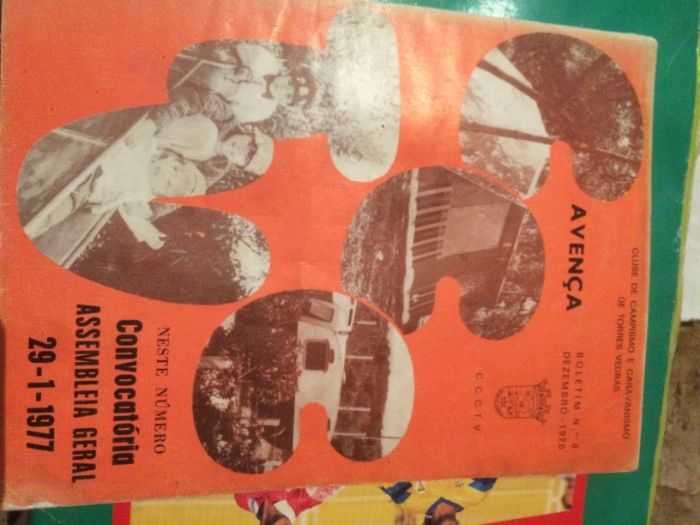 CLUBE DE CAMPISMO E CARAVANISMO
DE TORRES VEDRAS
AVENÇA
BOLETIM N.º 6
DEZEMBRO - 1976
C. C. C. T. V.
NESTE NÚMERO
Convocatória
ASSEMBLEIA GERAL
29-1-1977